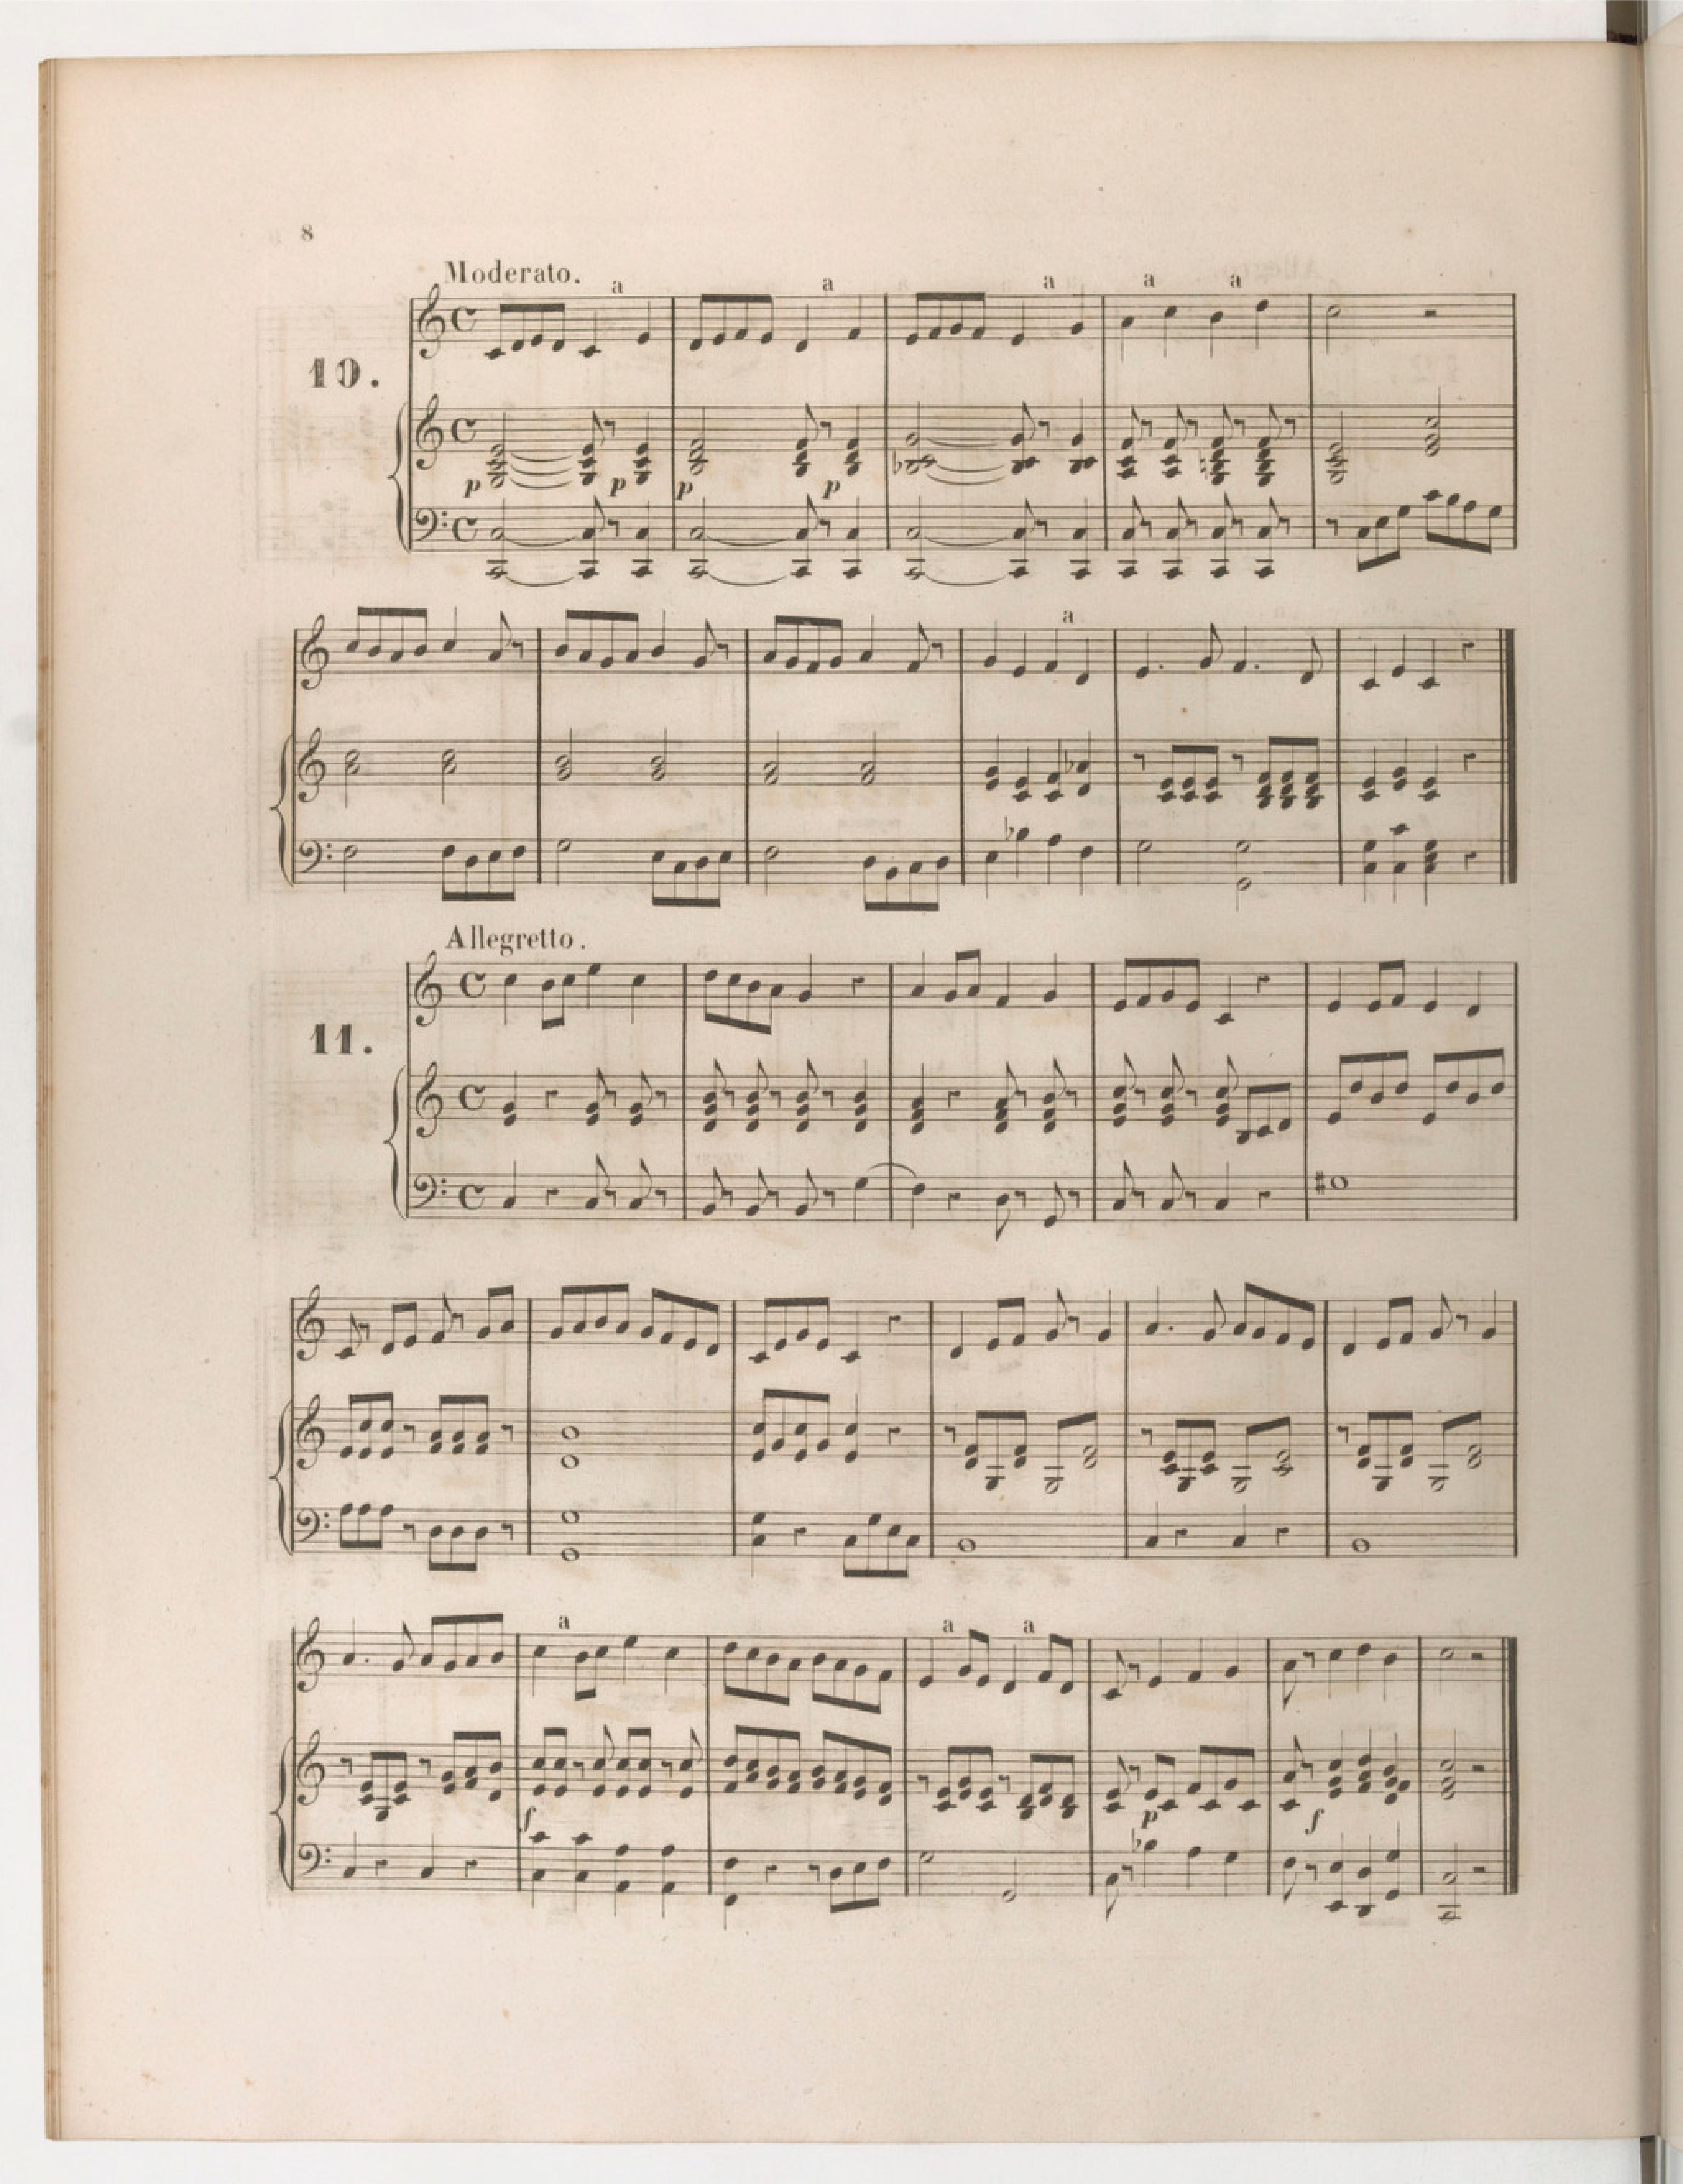 8
Moderato.
a a a a a
10.
p p p p
a
Allegretto.
11.
a a a
f p f